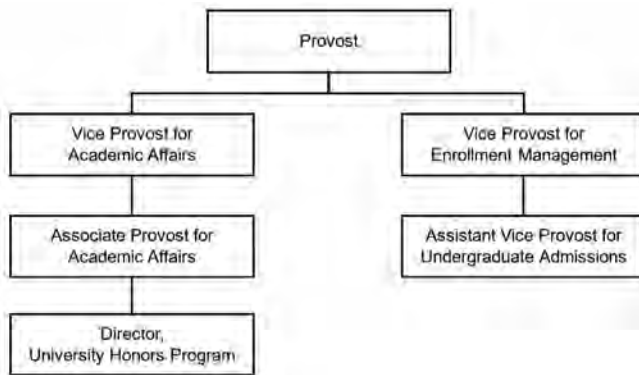 Provost
Vice Provost for
Academic Affairs
Vice Provost for
Enrollment Management
Associate Provost for
Academic Affairs
Assistant Vice Provost for
Undergraduate Admissions
Director,
University Honors Program